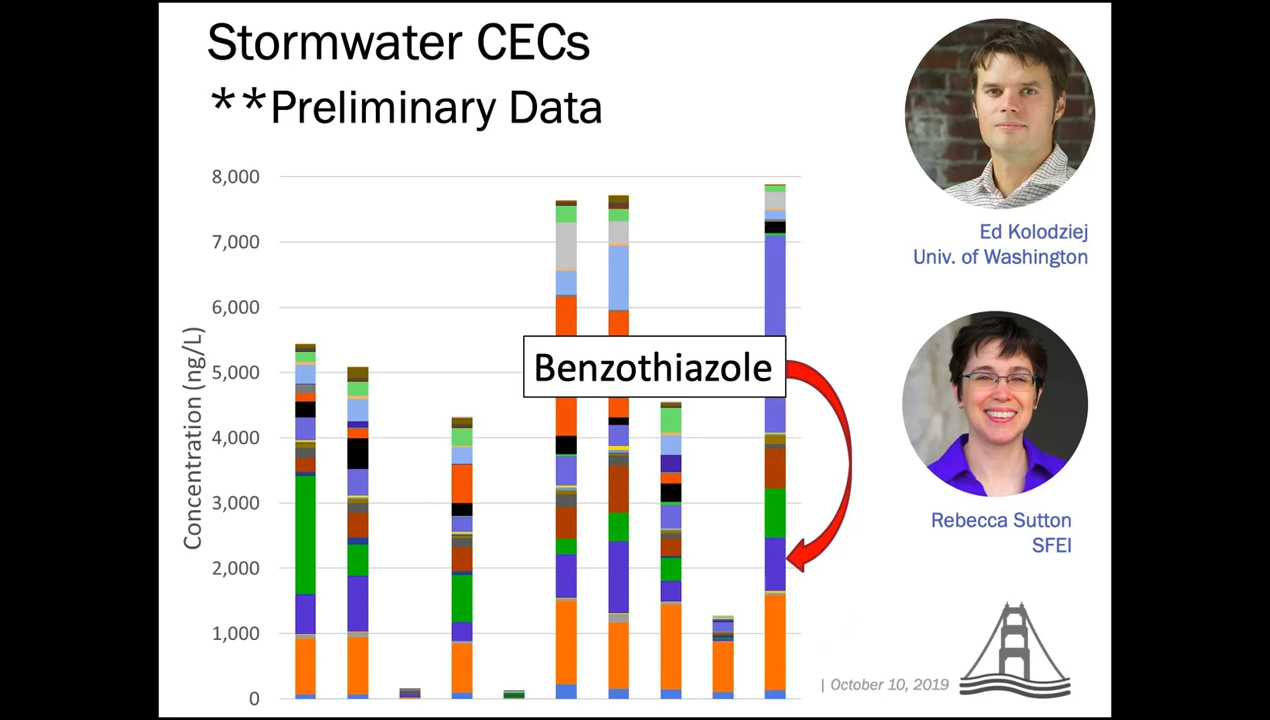 Stormwater CECs
**Preliminary Data
8,000
7,000
6,000
5,000
4,000
3,000
2,000
1,000
0
Concentration (ng/L)
Benzothiazole
Ed Kolodziej
Univ. of Washington
Rebecca Sutton
SFEI
| October 10, 2019